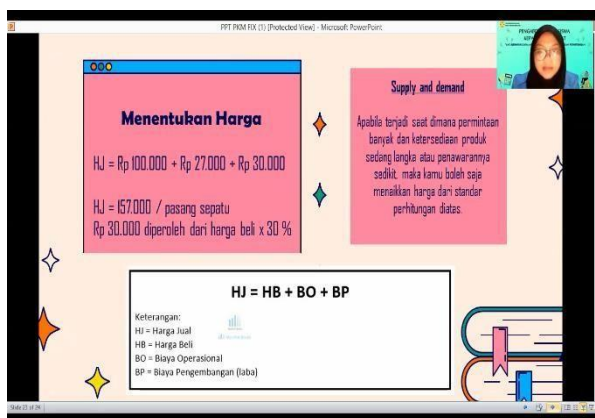 PPT PKM FIX (1) [Protected View] - Microsoft PowerPoint
Menentukan Harga
HJ = Rp 100.000 + Rp 27.000 + Rp 30.000
HJ = 157.000 / pasang sepatu
Rp 30.000 diperoleh dari harga beli x 30 %
Supply and demand
Apabila terjadi saat dimana permintaan
banyak dan ketersediaan produk
sedang langka atau penawarannya
sedikit, maka kamu boleh saja
menaikkan harga dari standar
perhitungan diatas.
HJ = HB + BO + BP
Keterangan:
HJ = Harga Jual
HB = Harga Beli
BO = Biaya Operasional
BP = Biaya Pengembangan (laba)